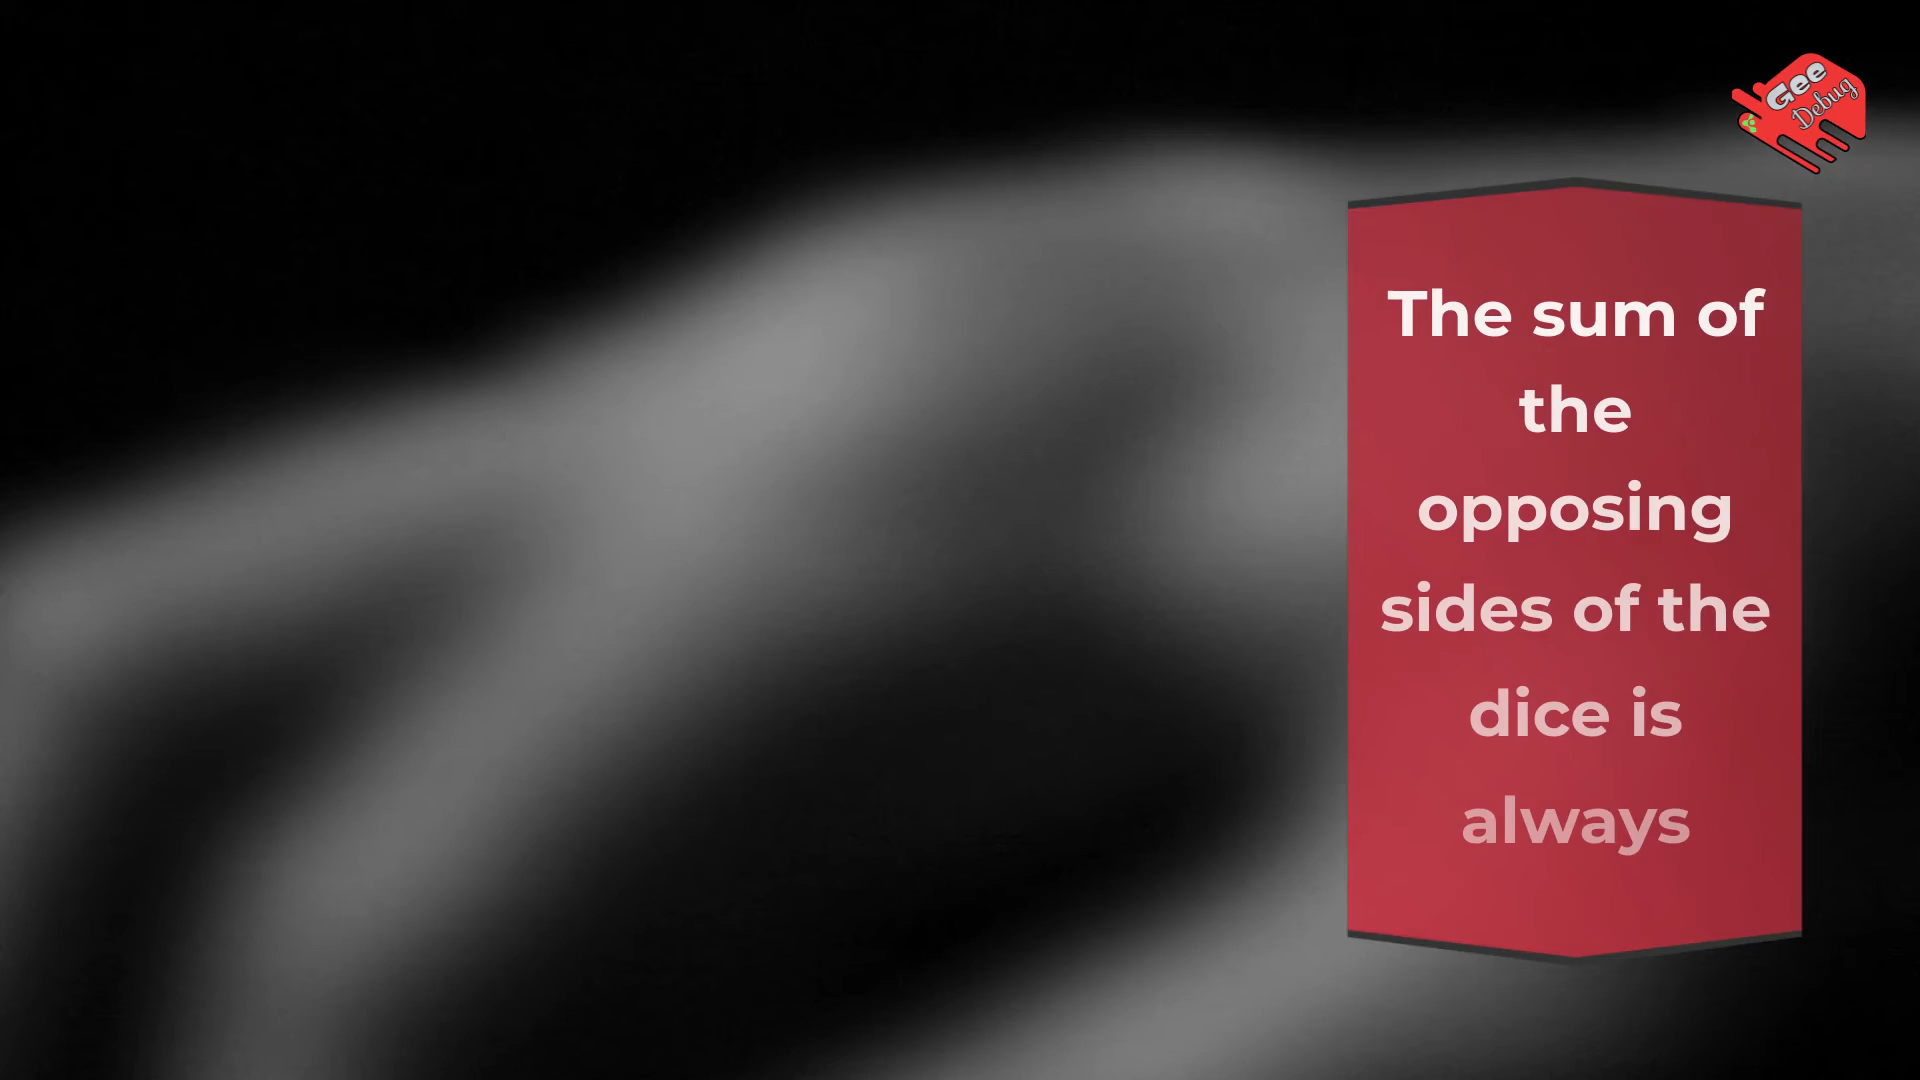 Gee
Debug
The sum of
the
opposing
sides of the
dice is
always